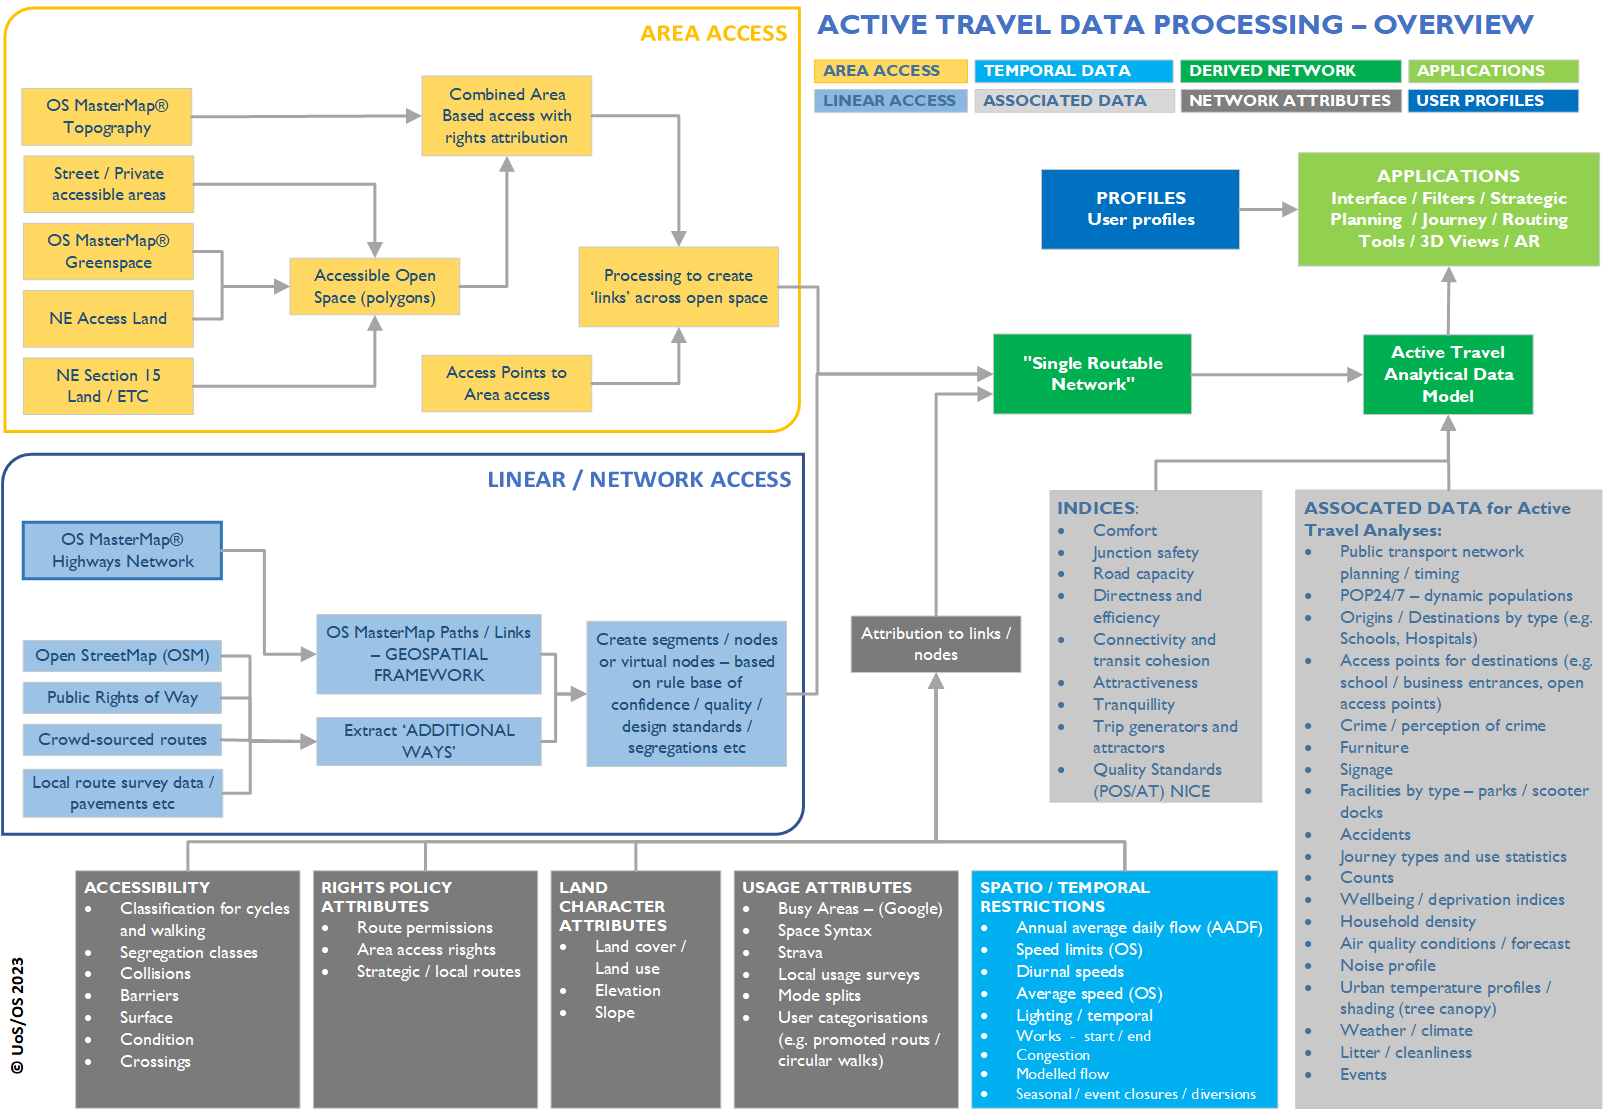 ACTIVE TRAVEL DATA PROCESSING – OVERVIEW
AREA ACCESS
TEMPORAL DATA
DERIVED NETWORK
APPLICATIONS
LINEAR ACCESS
ASSOCIATED DATA
NETWORK ATTRIBUTES
USER PROFILES
AREA ACCESS
OS MasterMap®
Topography
Street / Private
accessible areas
OS MasterMap®
Greenspace
NE Access Land
NE Section 15
Land / ETC
Combined Area
Based access with
rights attribution
Accessible Open
Space (polygons)
Processing to create
‘links’ across open space
Access Points to
Area access
LINEAR / NETWORK ACCESS
OS MasterMap®
Highways Network
Open StreetMap (OSM)
Public Rights of Way
Crowd-sourced routes
Local route survey data /
pavements etc
OS MasterMap Paths / Links
– GEOSPATIAL
FRAMEWORK
Extract ‘ADDITIONAL
WAYS’
Create segments / nodes
or virtual nodes – based
on rule base of
confidence / quality /
design standards /
segregations etc
PROFILES
User profiles
APPLICATIONS
Interface / Filters / Strategic
Planning / Journey / Routing
Tools / 3D Views / AR
"Single Routable
Network"
Active Travel
Analytical Data
Model
Attribution to links /
nodes
INDICES:
• Comfort
• Junction safety
• Road capacity
• Directness and
efficiency
• Connectivity and
transit cohesion
• Attractiveness
• Tranquillity
• Trip generators and
attractors
• Quality Standards
(POS/AT) NICE
ASSOCATED DATA for Active
Travel Analyses:
• Public transport network
planning / timing
• POP24/7 – dynamic populations
• Origins / Destinations by type (e.g.
Schools, Hospitals)
• Access points for destinations (e.g.
school / business entrances, open
access points)
• Crime / perception of crime
• Furniture
• Signage
• Facilities by type – parks / scooter
docks
• Accidents
• Journey types and use statistics
• Counts
• Wellbeing / deprivation indices
• Household density
• Air quality conditions / forecast
• Noise profile
• Urban temperature profiles /
shading (tree canopy)
• Weather / climate
• Litter / cleanliness
• Events
ACCESSIBILITY
• Classification for cycles
and walking
• Segregation classes
• Collisions
• Barriers
• Surface
• Condition
• Crossings
RIGHTS POLICY
ATTRIBUTES
• Route permissions
• Area access risghts
• Strategic / local routes
LAND
CHARACTER
ATTRIBUTES
• Land cover /
Land use
• Elevation
• Slope
USAGE ATTRIBUTES
• Busy Areas – (Google)
• Space Syntax
• Strava
• Local usage surveys
• Mode splits
• User categorisations
(e.g. promoted routs /
circular walks)
SPATIO / TEMPORAL
RESTRICTIONS
• Annual average daily flow (AADF)
• Speed limits (OS)
• Diurnal speeds
• Average speed (OS)
• Lighting / temporal
• Works - start / end
• Congestion
• Modelled flow
• Seasonal / event closures / diversions
© UoS/OS 2023